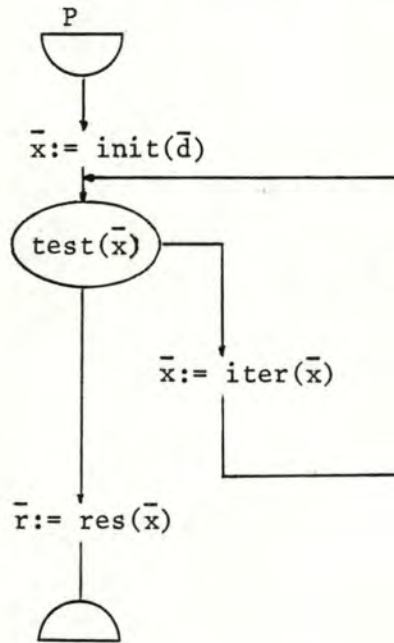 P
x̄:= init(d̄)
test(x̄)
x̄:= iter(x̄)
r̄:= res(x̄)